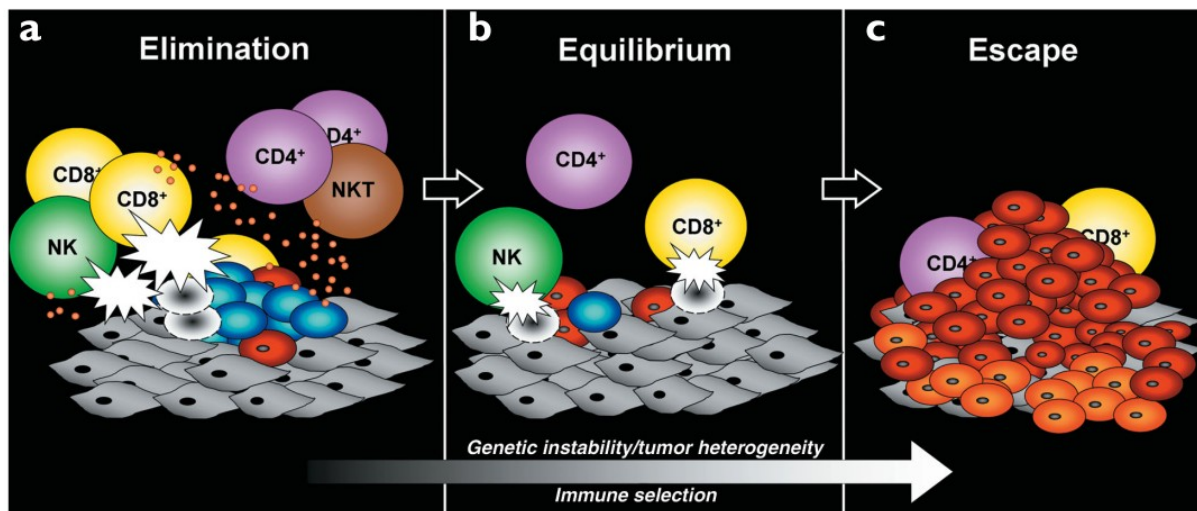 a
Elimination
CD8+
CD8+
NK
CD4+
D4+
NKT
b
Equilibrium
CD4+
NK
CD8+
c
Escape
CD4+
CD8+
Genetic instability/tumor heterogeneity
Immune selection